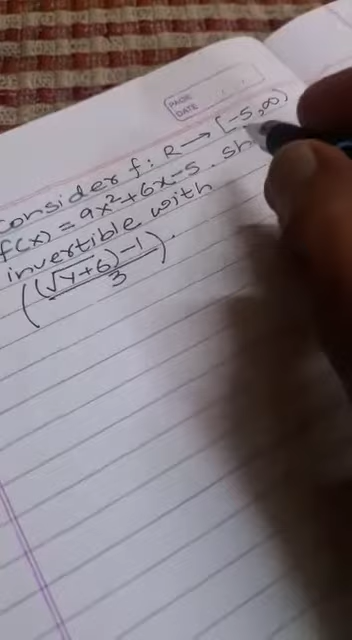 PAGE
DATE
Consider f: R → [-5,∞)
f(x) = 9x²+6x-5. sh
invertible with
((√y+6)-1 / 3).